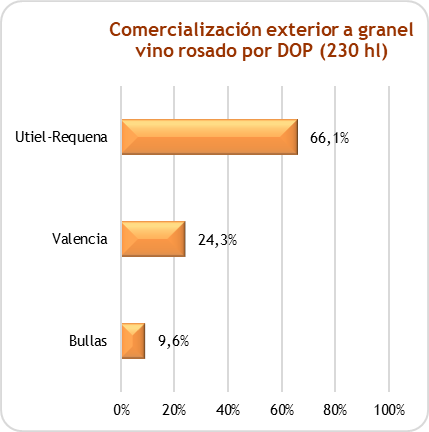 Comercialización exterior a granel
vino rosado por DOP (230 hl)
Utiel-Requena
66,1%
Valencia
24,3%
Bullas
9,6%
0% 20% 40% 60% 80% 100%